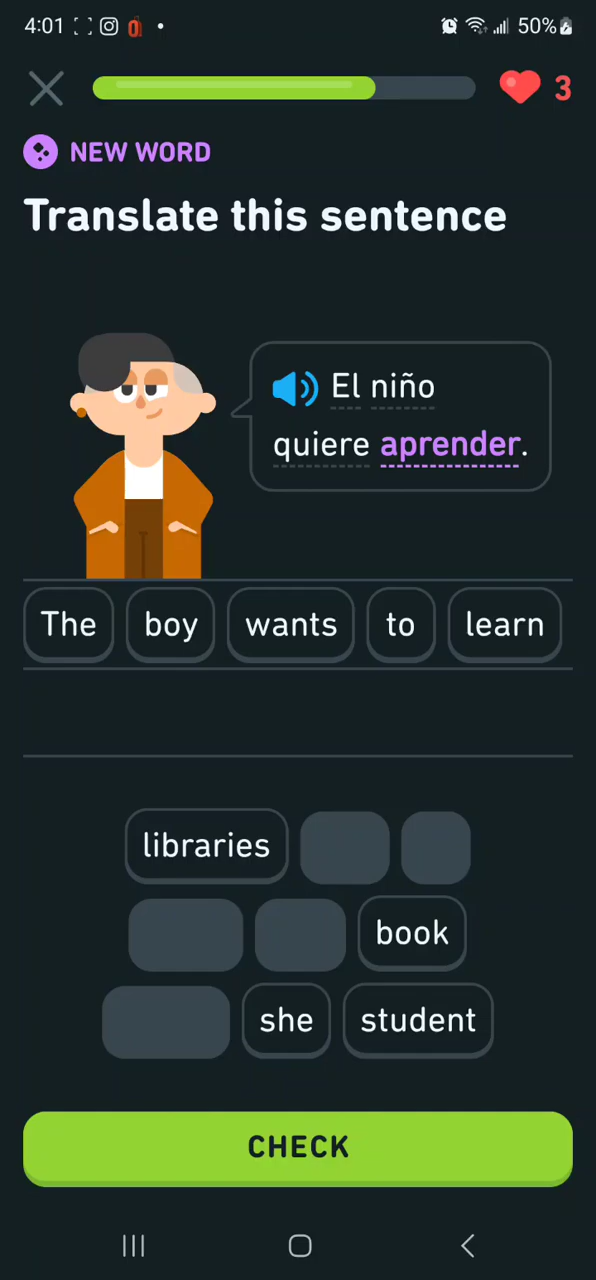 4:01 50%
3
NEW WORD
Translate this sentence
El niño
quiere aprender.
The boy wants to learn
libraries
book
she student
CHECK